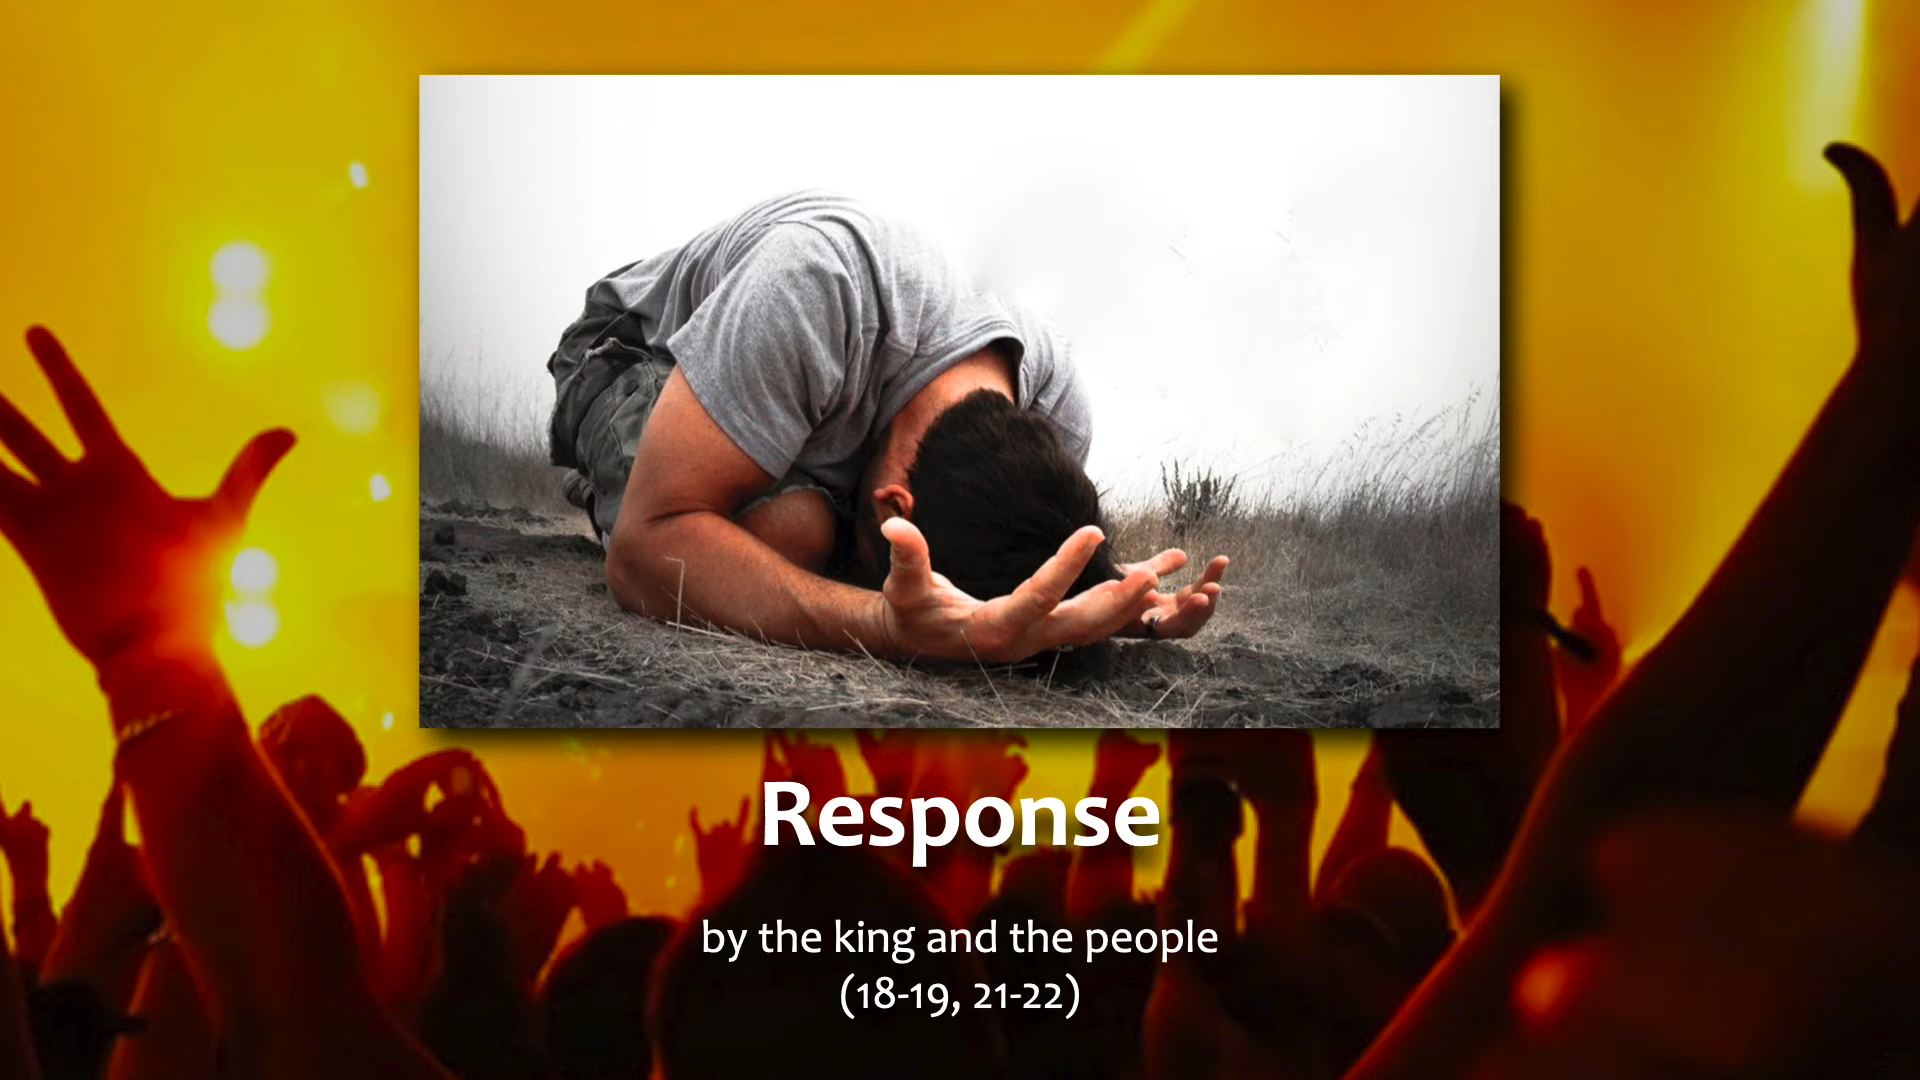 Response
by the king and the people
(18-19, 21-22)